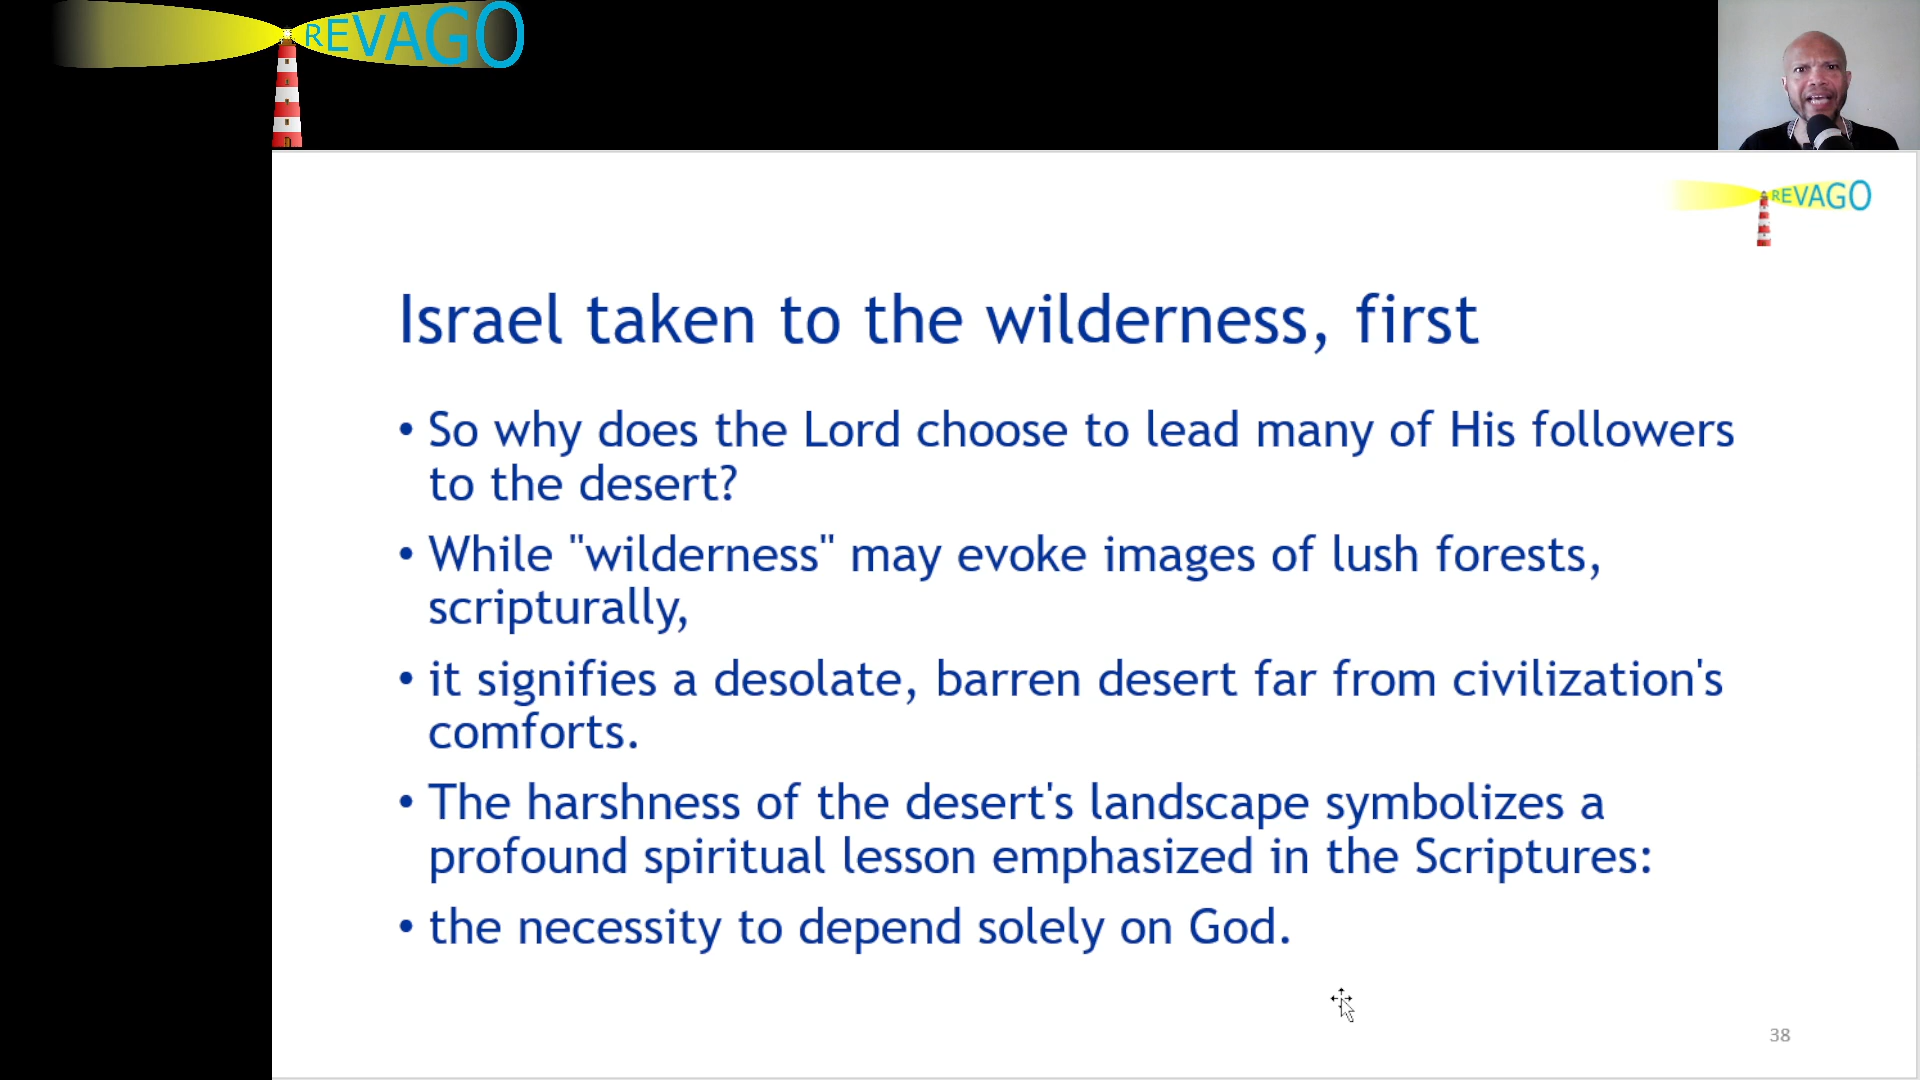 REVAGO
REVAGO
Israel taken to the wilderness, first
• So why does the Lord choose to lead many of His followers
to the desert?
• While "wilderness" may evoke images of lush forests,
scripturally,
• it signifies a desolate, barren desert far from civilization's
comforts.
• The harshness of the desert's landscape symbolizes a
profound spiritual lesson emphasized in the Scriptures:
• the necessity to depend solely on God.
38